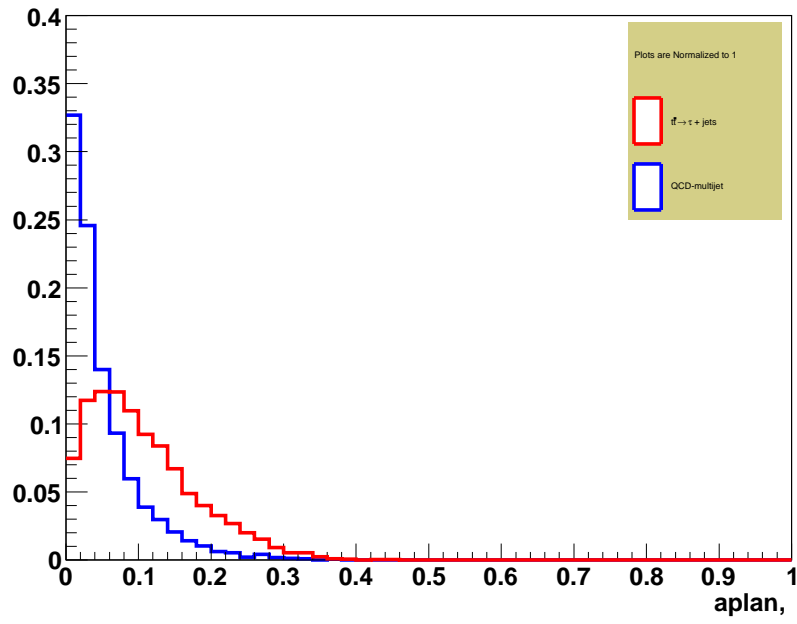 0.4
Plots are Normalized to 1
0.35
tt̄→τ + jets
0.3
QCD-multijet
0.25
0.2
0.15
0.1
0.05
0
0 0.1 0.2 0.3 0.4 0.5 0.6 0.7 0.8 0.9 1
aplan,